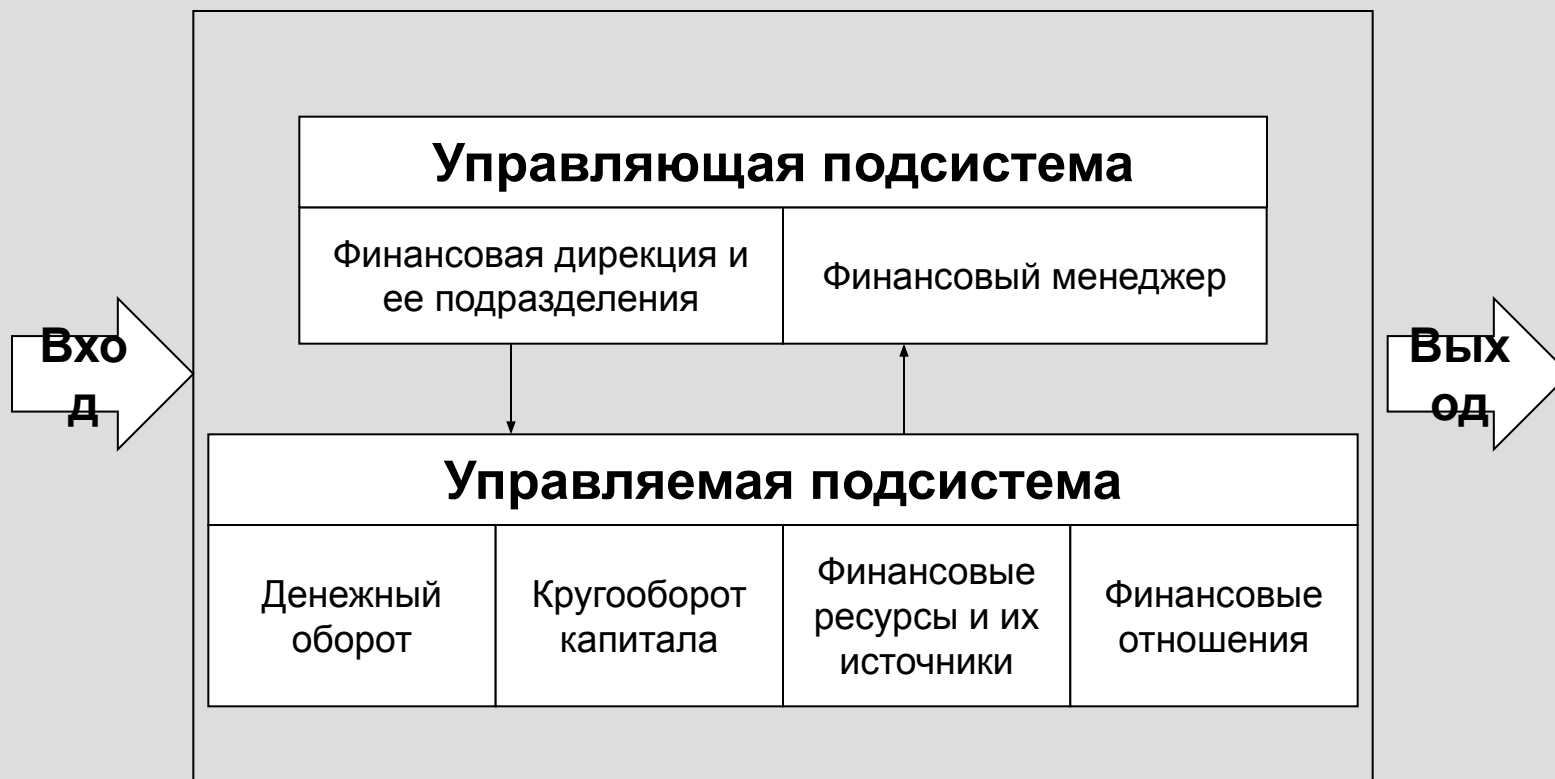 Управляющая подсистема
Финансовая дирекция и
ее подразделения
Финансовый менеджер
Вхо
д
Вых
од
Управляемая подсистема
Денежный
оборот
Кругооборот
капитала
Финансовые
ресурсы и их
источники
Финансовые
отношения